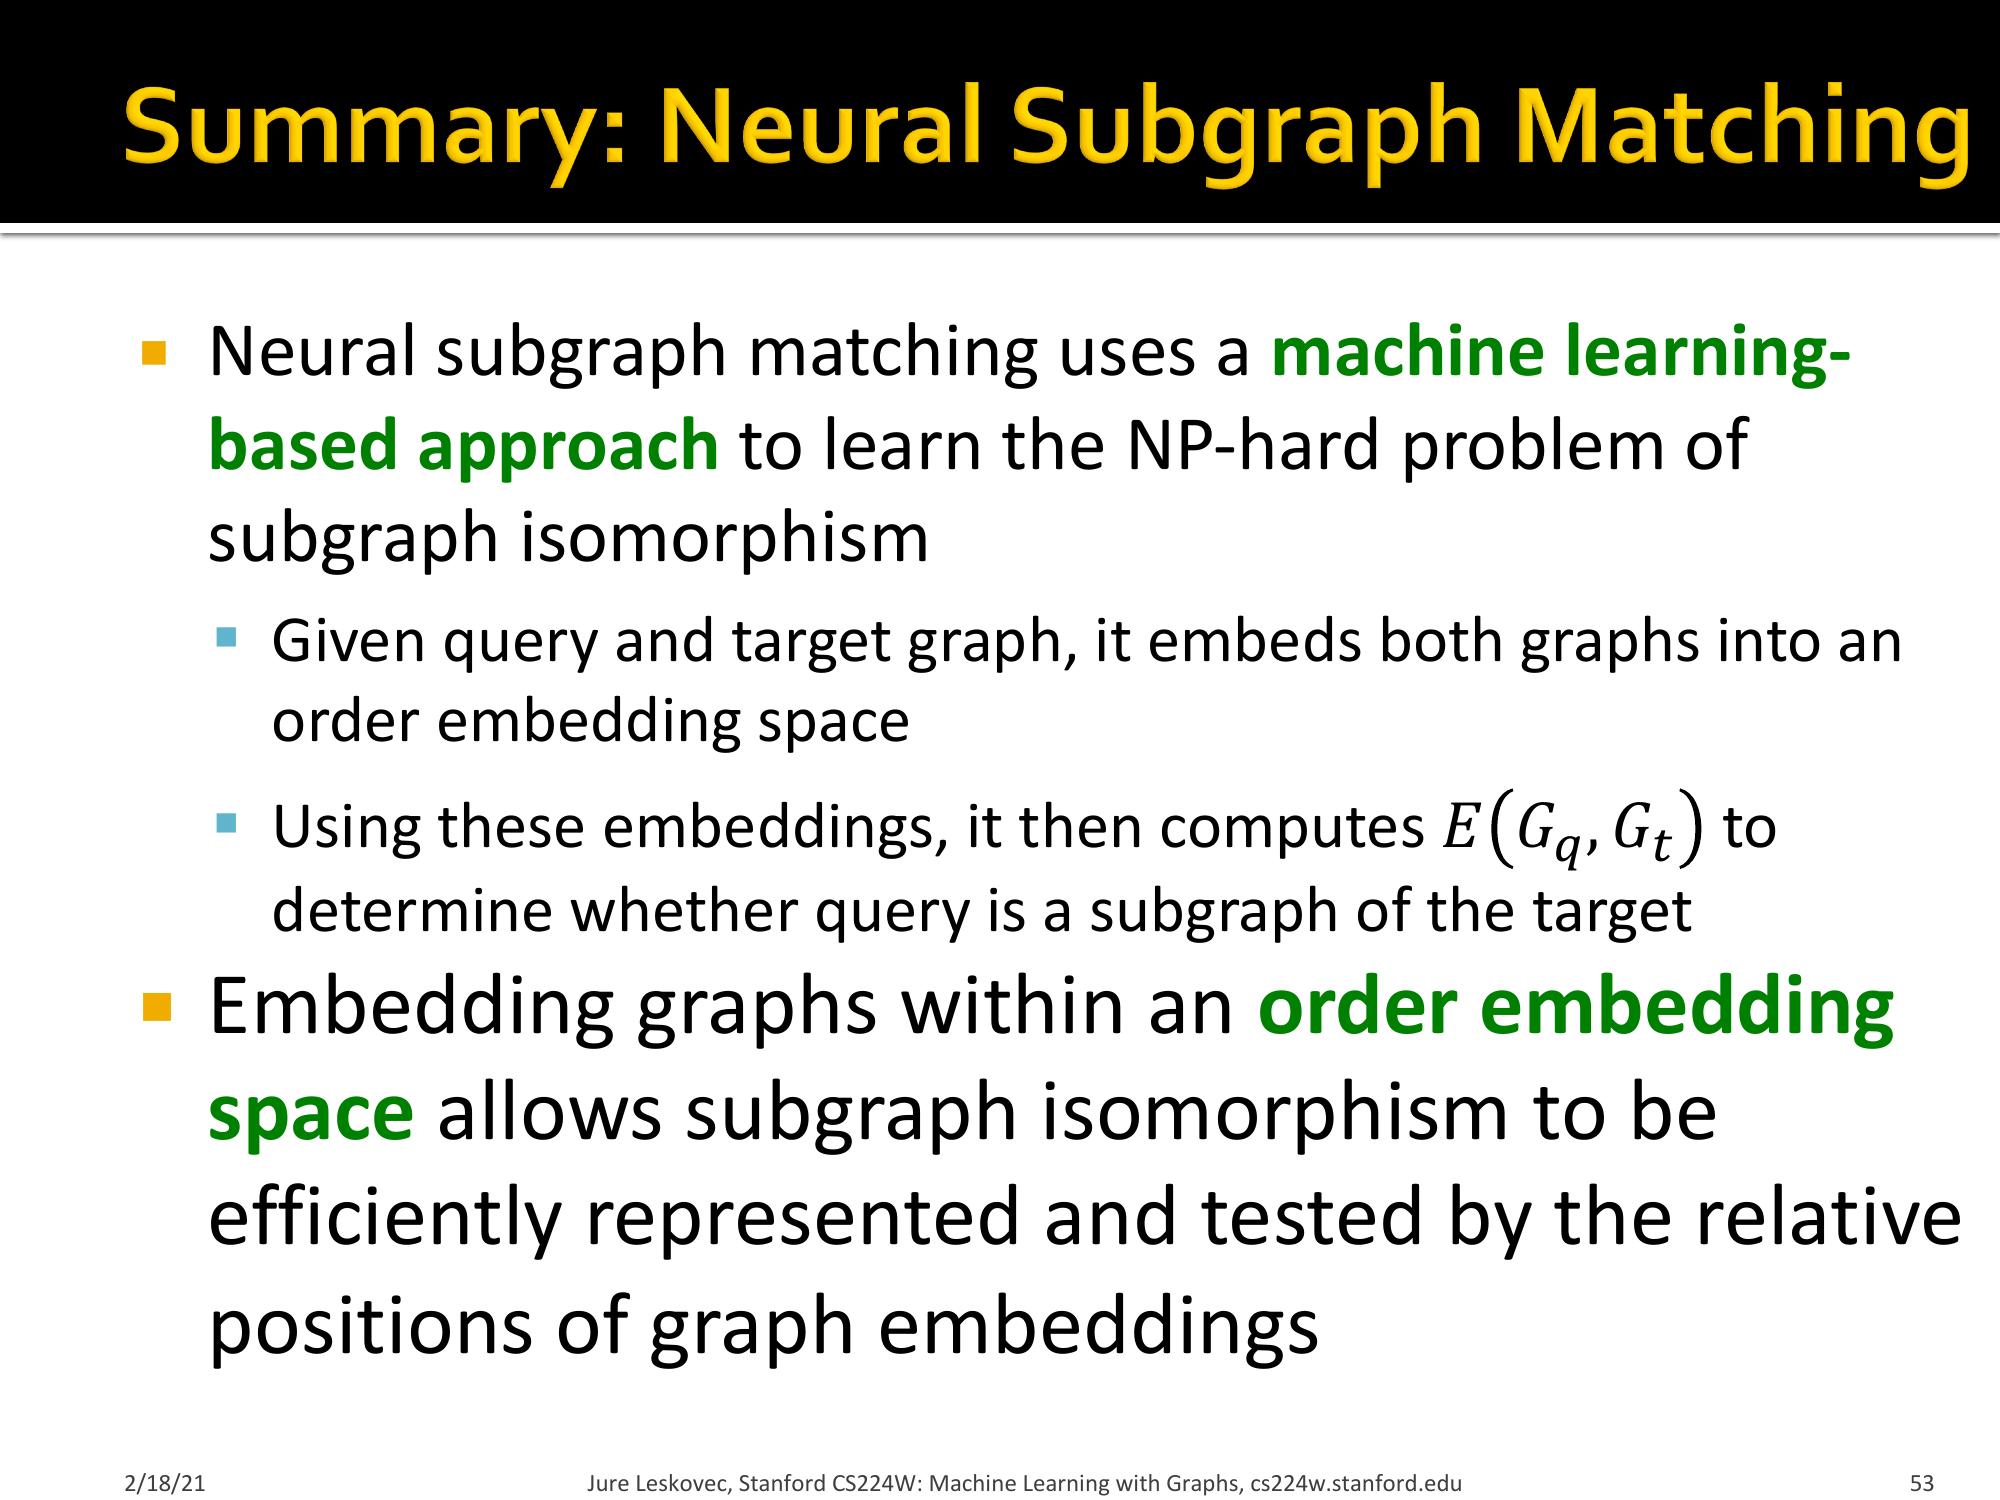 Summary: Neural Subgraph Matching
Neural subgraph matching uses a machine learning-
based approach to learn the NP-hard problem of
subgraph isomorphism
Given query and target graph, it embeds both graphs into an
order embedding space
Using these embeddings, it then computes E(G_q, G_t) to
determine whether query is a subgraph of the target
Embedding graphs within an order embedding
space allows subgraph isomorphism to be
efficiently represented and tested by the relative
positions of graph embeddings
2/18/21 Jure Leskovec, Stanford CS224W: Machine Learning with Graphs, cs224w.stanford.edu 53